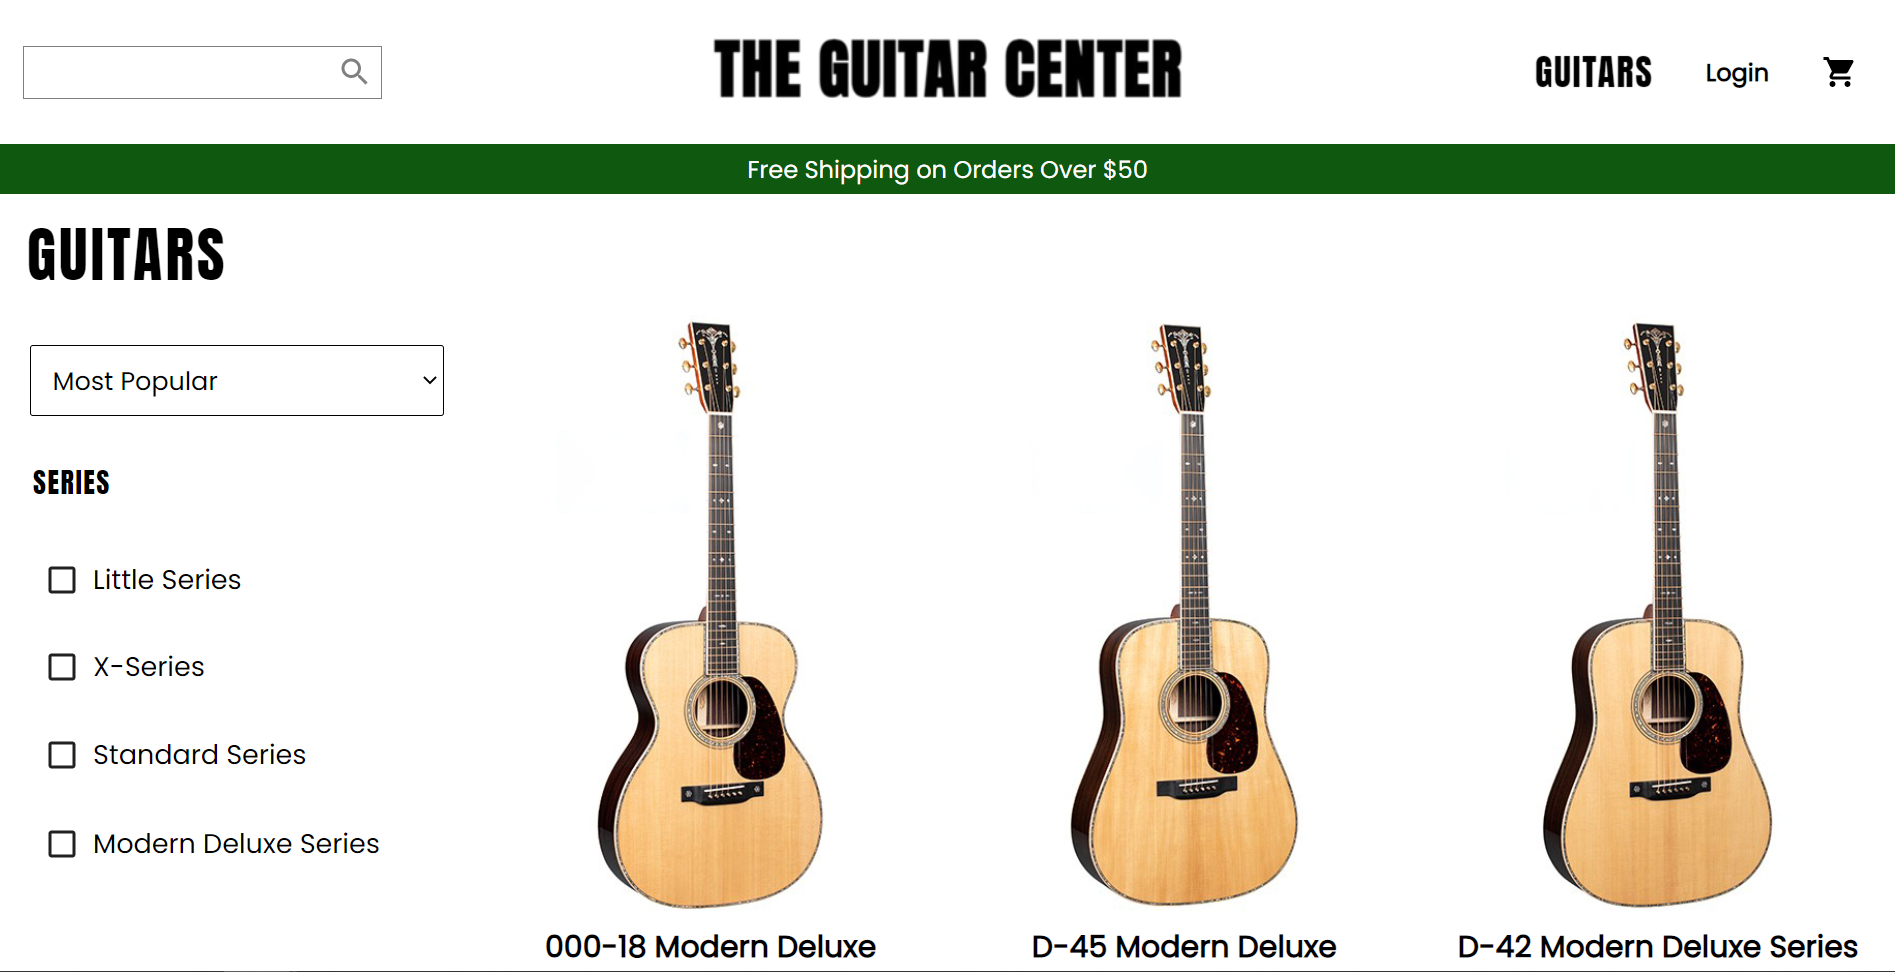 THE GUITAR CENTER
GUITARS
Login
Free Shipping on Orders Over $50
GUITARS
Most Popular
SERIES
Little Series
X-Series
Standard Series
Modern Deluxe Series
000-18 Modern Deluxe
D-45 Modern Deluxe
D-42 Modern Deluxe Series